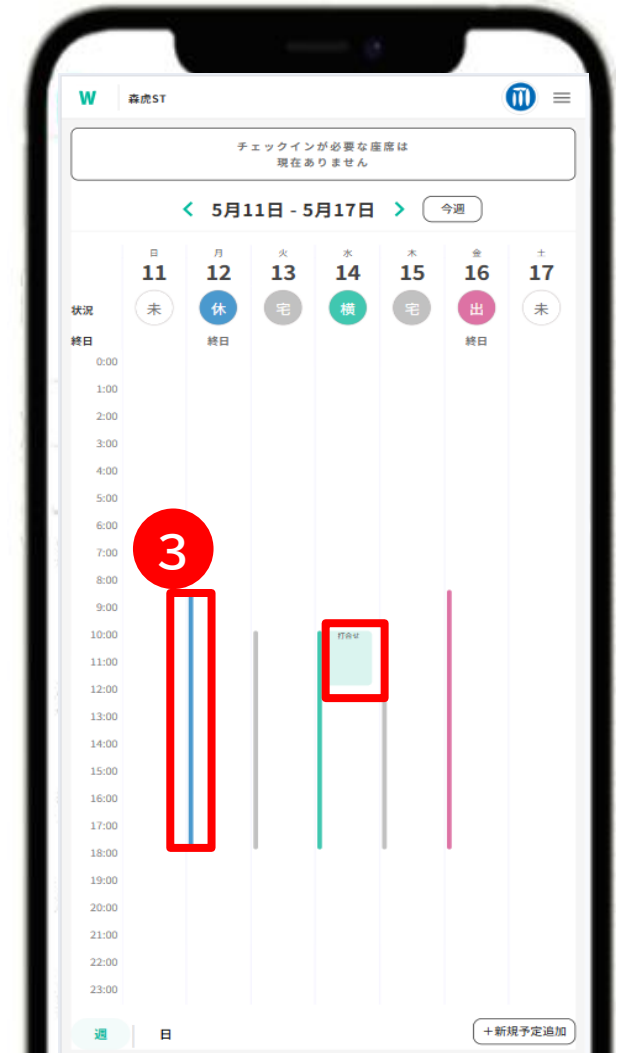 W 森虎ST
チェックインが必要な座席は
現在ありません
< 5月11日 - 5月17日 > 今週
日 月 火 水 木 金 土
11 12 13 14 15 16 17
状況 未 休 宅 横 宅 出 未
終日 終日 終日
0:00
1:00
2:00
3:00
4:00
5:00
6:00
7:00
3
8:00
9:00
10:00 打合せ
11:00
12:00
13:00
14:00
15:00
16:00
17:00
18:00
19:00
20:00
21:00
22:00
23:00
週 日 +新規予定追加